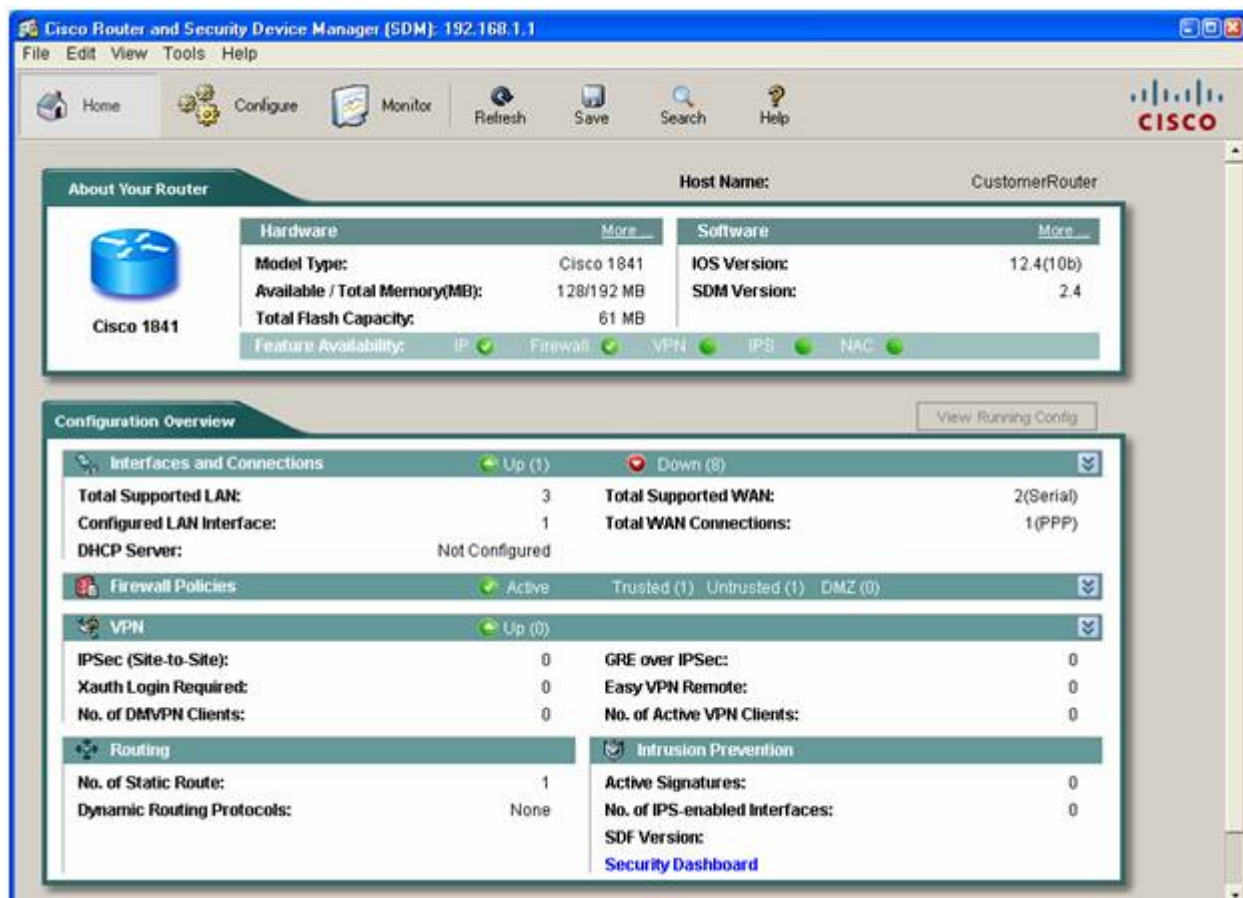 Cisco Router and Security Device Manager (SDM): 192.168.1.1
File Edit View Tools Help
Home Configure Monitor Refresh Save Search Help CISCO
About Your Router Host Name: CustomerRouter
Hardware More ... Software More ...
Model Type: Cisco 1841 IOS Version: 12.4(10b)
Available / Total Memory(MB): 128/192 MB SDM Version: 2.4
Total Flash Capacity: 61 MB
Cisco 1841
Feature Availability: IP Firewall VPN IPS NAC
Configuration Overview View Running Config
Interfaces and Connections Up (1) Down (8)
Total Supported LAN: 3 Total Supported WAN: 2(Serial)
Configured LAN Interface: 1 Total WAN Connections: 1(PPP)
DHCP Server: Not Configured
Firewall Policies Active Trusted (1) Untrusted (1) DMZ (0)
VPN Up (0)
IPSec (Site-to-Site): 0 GRE over IPSec: 0
Xauth Login Required: 0 Easy VPN Remote: 0
No. of DMVPN Clients: 0 No. of Active VPN Clients: 0
Routing Intrusion Prevention
No. of Static Route: 1 Active Signatures: 0
Dynamic Routing Protocols: None No. of IPS-enabled Interfaces: 0
SDF Version:
Security Dashboard